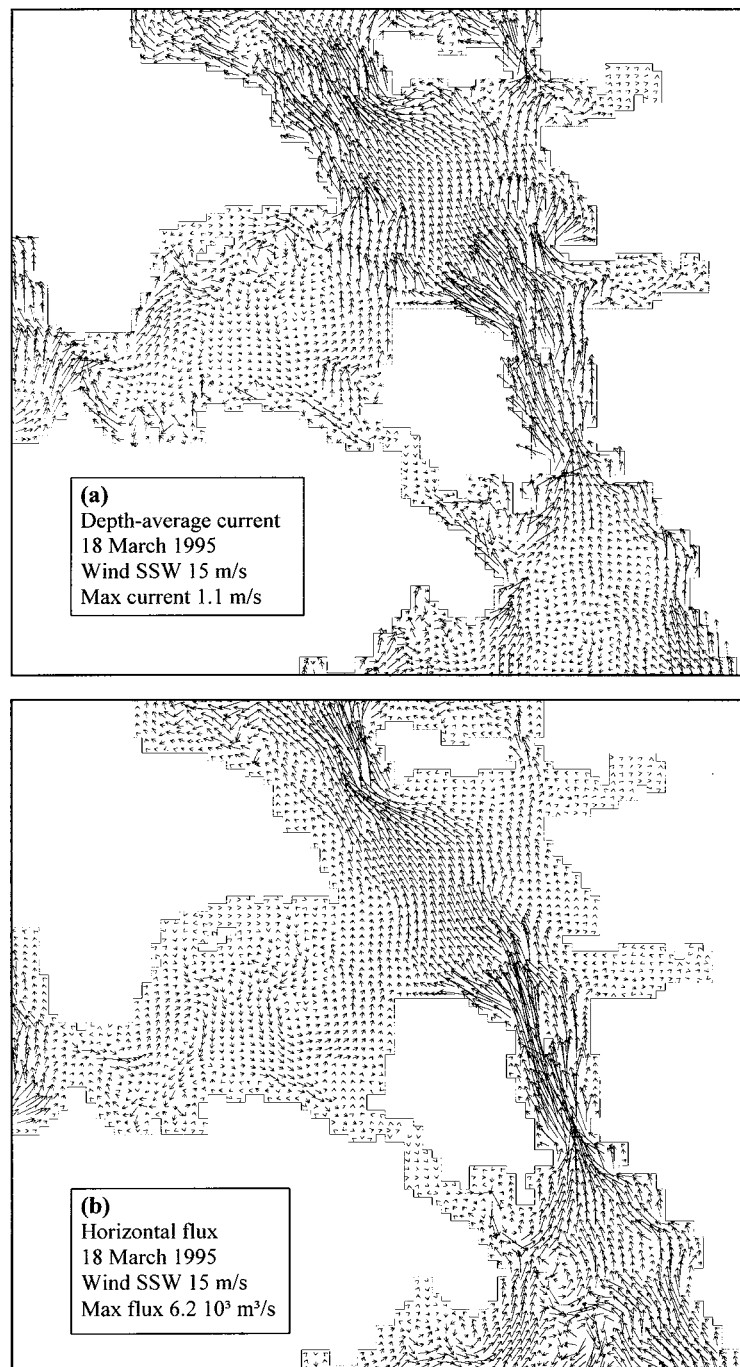 (a)
Depth-average current
18 March 1995
Wind SSW 15 m/s
Max current 1.1 m/s
(b)
Horizontal flux
18 March 1995
Wind SSW 15 m/s
Max flux 6.2 10³ m³/s